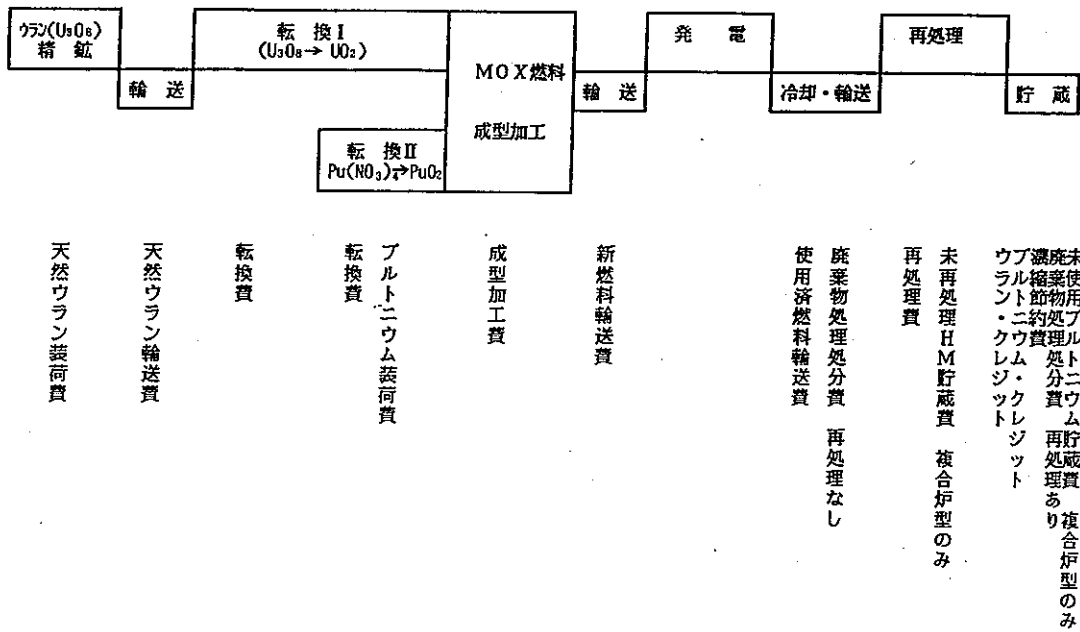 ウラン(U₃O₈)
精 鉱
輸 送
転 換 Ⅰ
(U₃O₈→ UO₂)
転 換 Ⅱ
Pu(NO₃)₄→PuO₂
MOX燃料
成型加工
輸 送
発 電
冷却・輸送
再処理
貯 蔵
天然ウラン装荷費
天然ウラン輸送費
転換費
転換費
プルトニウム装荷費
成型加工費
新燃料輸送費
使用済燃料輸送費
廃棄物処理処分費 再処理なし
再処理費
未再処理HM貯蔵費 複合炉型のみ
ウラン・クレジット
プルトニウム・クレジット
濃縮節約費
廃棄物処理処分費 再処理あり
未使用プルトニウム貯蔵費 複合炉型のみ